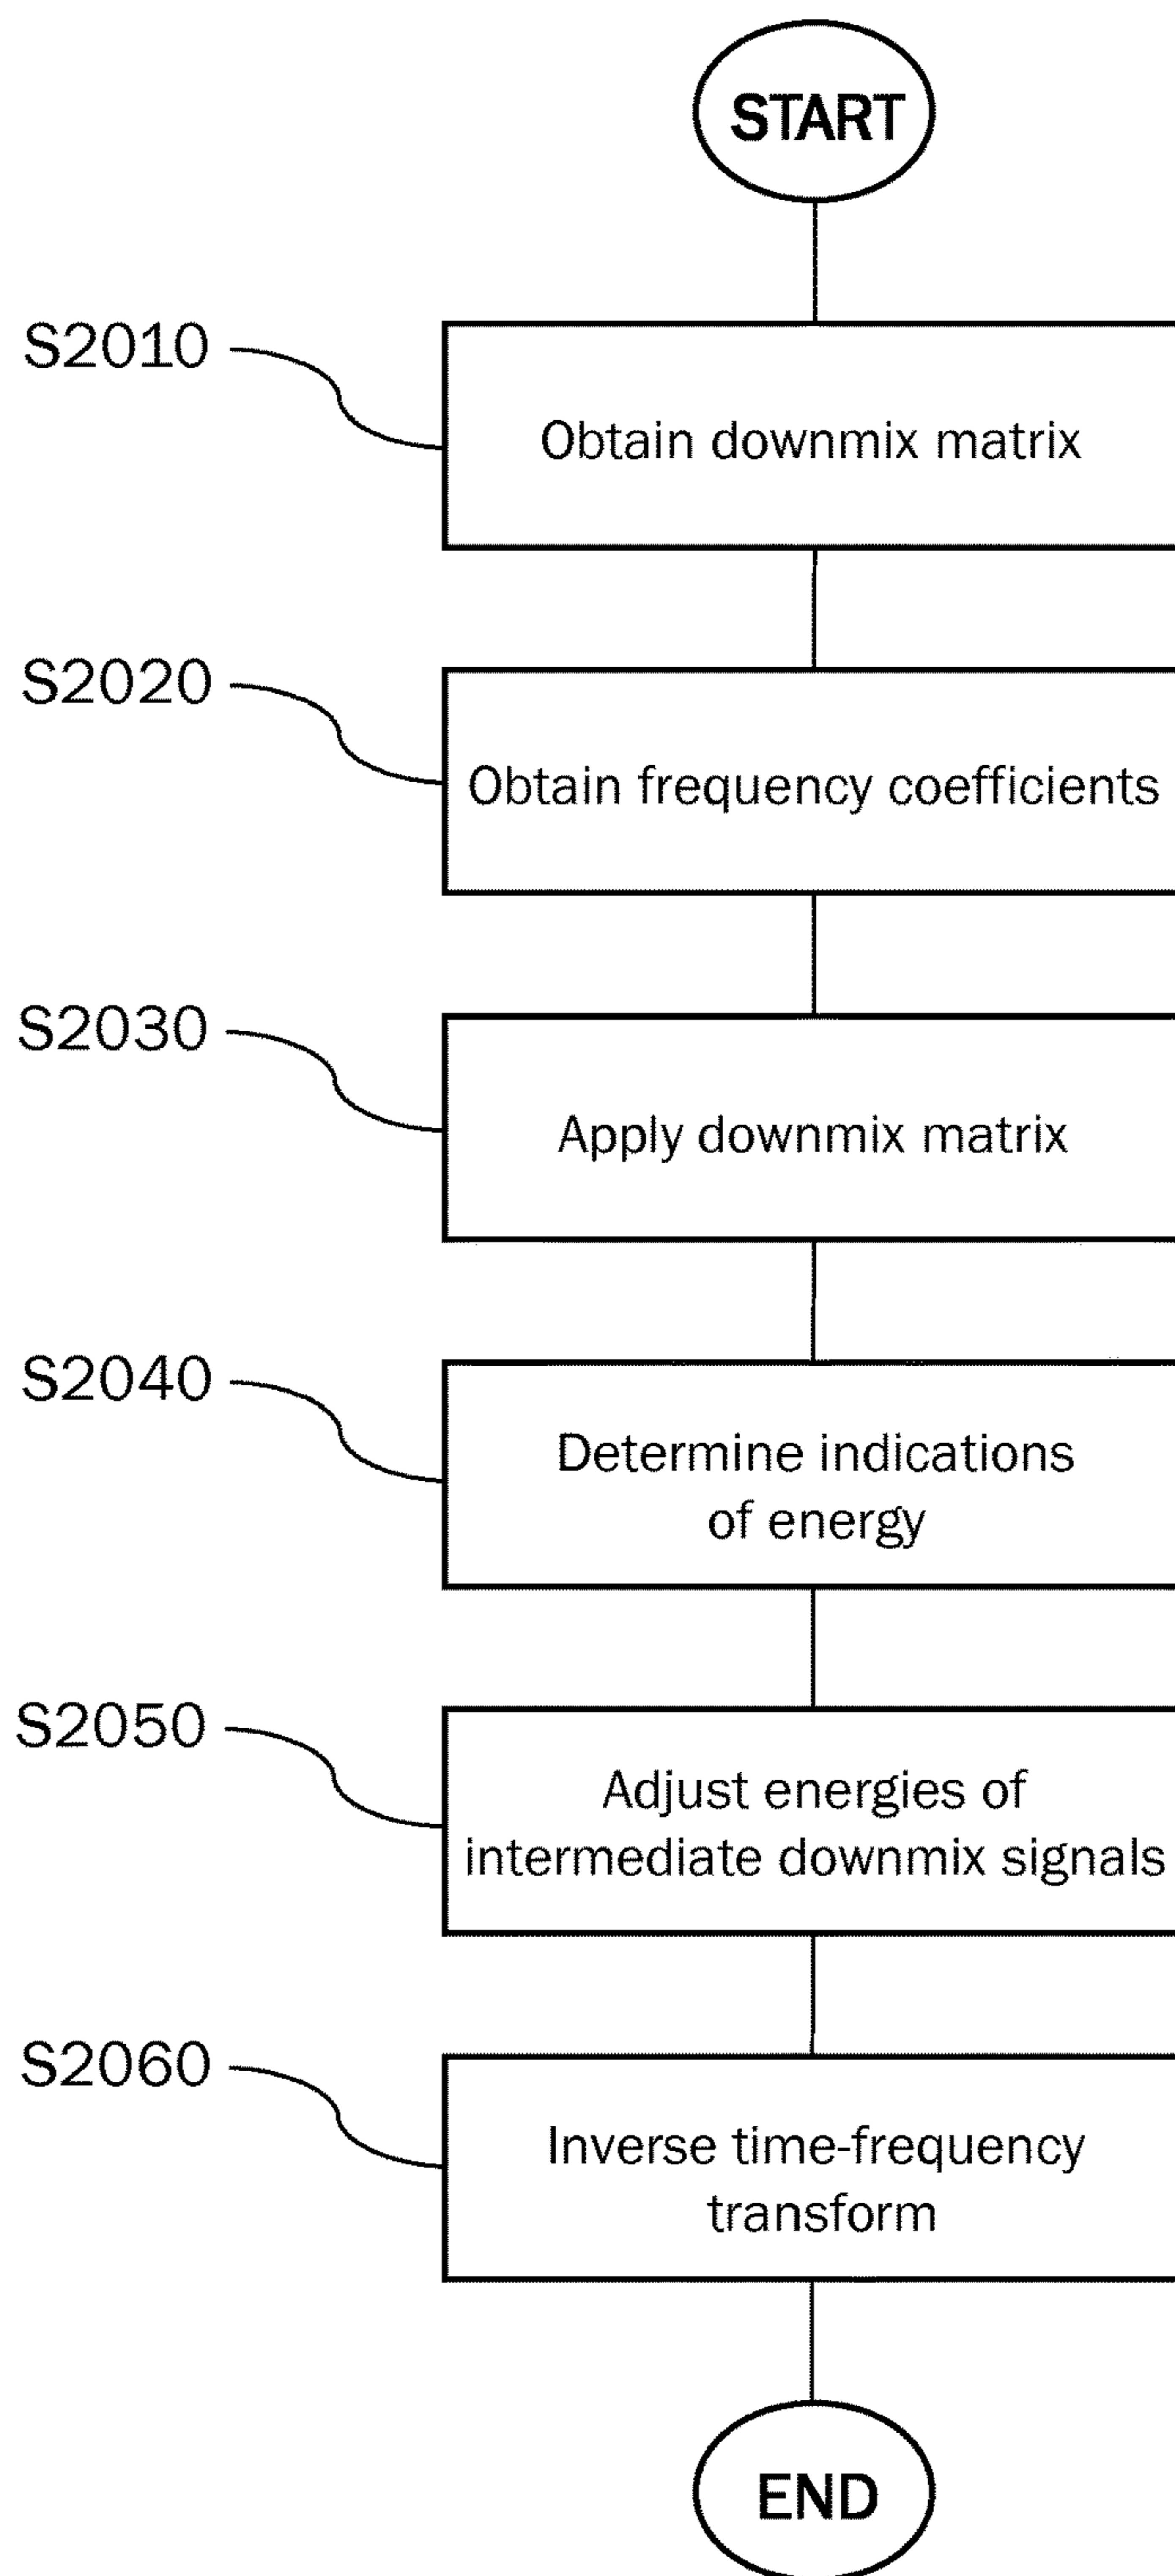 START
S2010
Obtain downmix matrix
S2020
Obtain frequency coefficients
S2030
Apply downmix matrix
S2040
Determine indications
of energy
S2050
Adjust energies of
intermediate downmix signals
S2060
Inverse time-frequency
transform
END